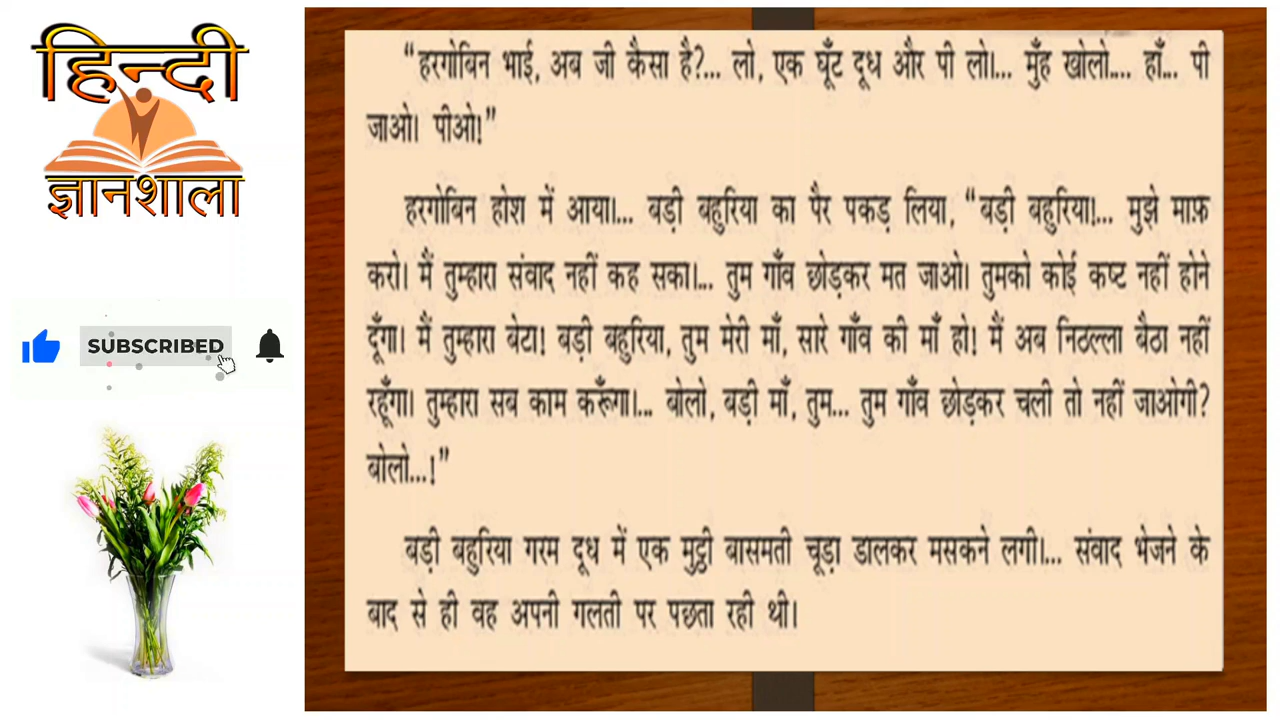 हिन्दी
ज्ञानशाला
SUBSCRIBED
“हरगोबिन भाई, अब जी कैसा है?... लो, एक घूँट दूध और पी लो।... मुँह खोलो.... हाँ... पी
जाओ। पीओ!”
हरगोबिन होश में आया।... बड़ी बहुरिया का पैर पकड़ लिया, “बड़ी बहुरिया!... मुझे माफ़
करो। मैं तुम्हारा संवाद नहीं कह सका।... तुम गाँव छोड़कर मत जाओ। तुमको कोई कष्ट नहीं होने
दूँगा। मैं तुम्हारा बेटा! बड़ी बहुरिया, तुम मेरी माँ, सारे गाँव की माँ हो! मैं अब निठल्ला बैठा नहीं
रहूँगा। तुम्हारा सब काम करूँगा।... बोलो, बड़ी माँ, तुम... तुम गाँव छोड़कर चली तो नहीं जाओगी?
बोलो...!”
बड़ी बहुरिया गरम दूध में एक मुट्ठी बासमती चूड़ा डालकर मसकने लगी।... संवाद भेजने के
बाद से ही वह अपनी गलती पर पछता रही थी।